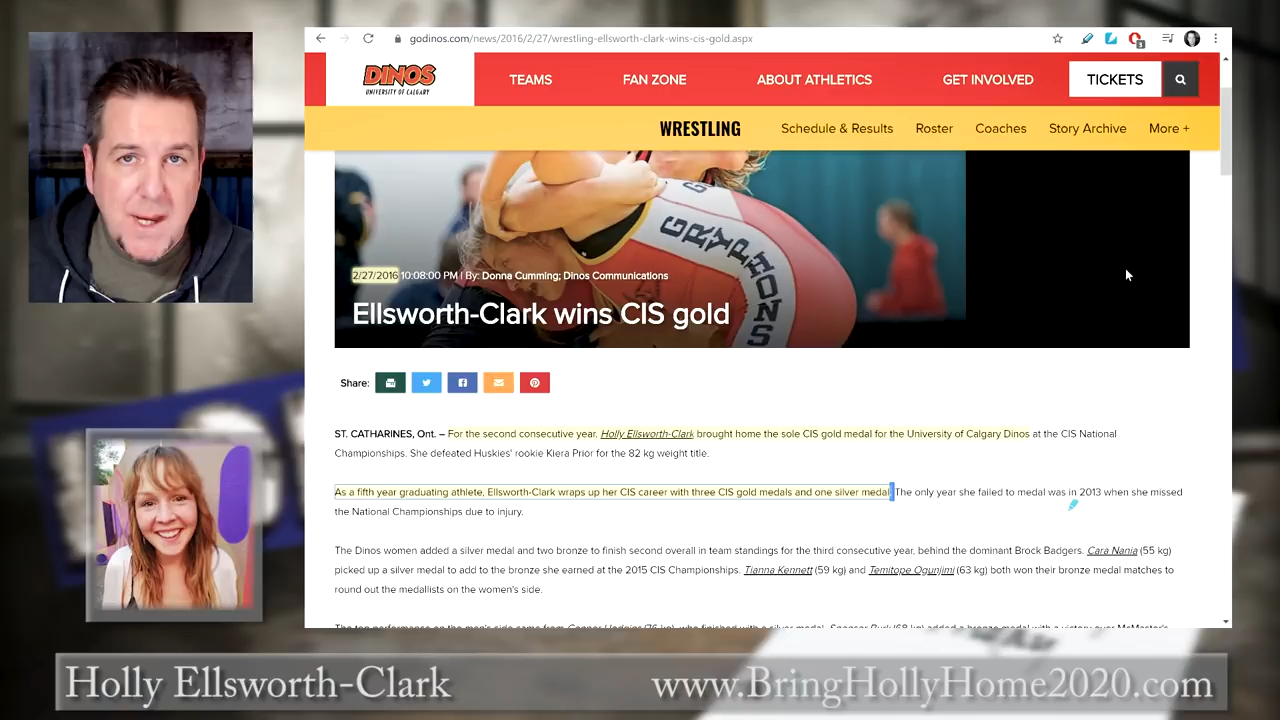 godinos.com/news/2016/2/27/wrestling-ellsworth-clark-wins-cis-gold.aspx
3
DINOS
UNIVERSITY OF CALGARY
TEAMS
FAN ZONE
ABOUT ATHLETICS
GET INVOLVED
TICKETS
WRESTLING
Schedule & Results
Roster
Coaches
Story Archive
More +
GRYPHONS
2/27/2016 10:08:00 PM | By: Donna Cumming; Dinos Communications
Ellsworth-Clark wins CIS gold
Share:
ST. CATHARINES, Ont. – For the second consecutive year, Holly Ellsworth-Clark brought home the sole CIS gold medal for the University of Calgary Dinos at the CIS National
Championships. She defeated Huskies' rookie Kiera Prior for the 82 kg weight title.
As a fifth year graduating athlete, Ellsworth-Clark wraps up her CIS career with three CIS gold medals and one silver medal. The only year she failed to medal was in 2013 when she missed
the National Championships due to injury.
The Dinos women added a silver medal and two bronze to finish second overall in team standings for the third consecutive year, behind the dominant Brock Badgers. Cara Nania (55 kg)
picked up a silver medal to add to the bronze she earned at the 2015 CIS Championships. Tianna Kennett (59 kg) and Temitope Ogunjimi (63 kg) both won their bronze medal matches to
round out the medallists on the women's side.
Holly Ellsworth-Clark
www.BringHollyHome2020.com